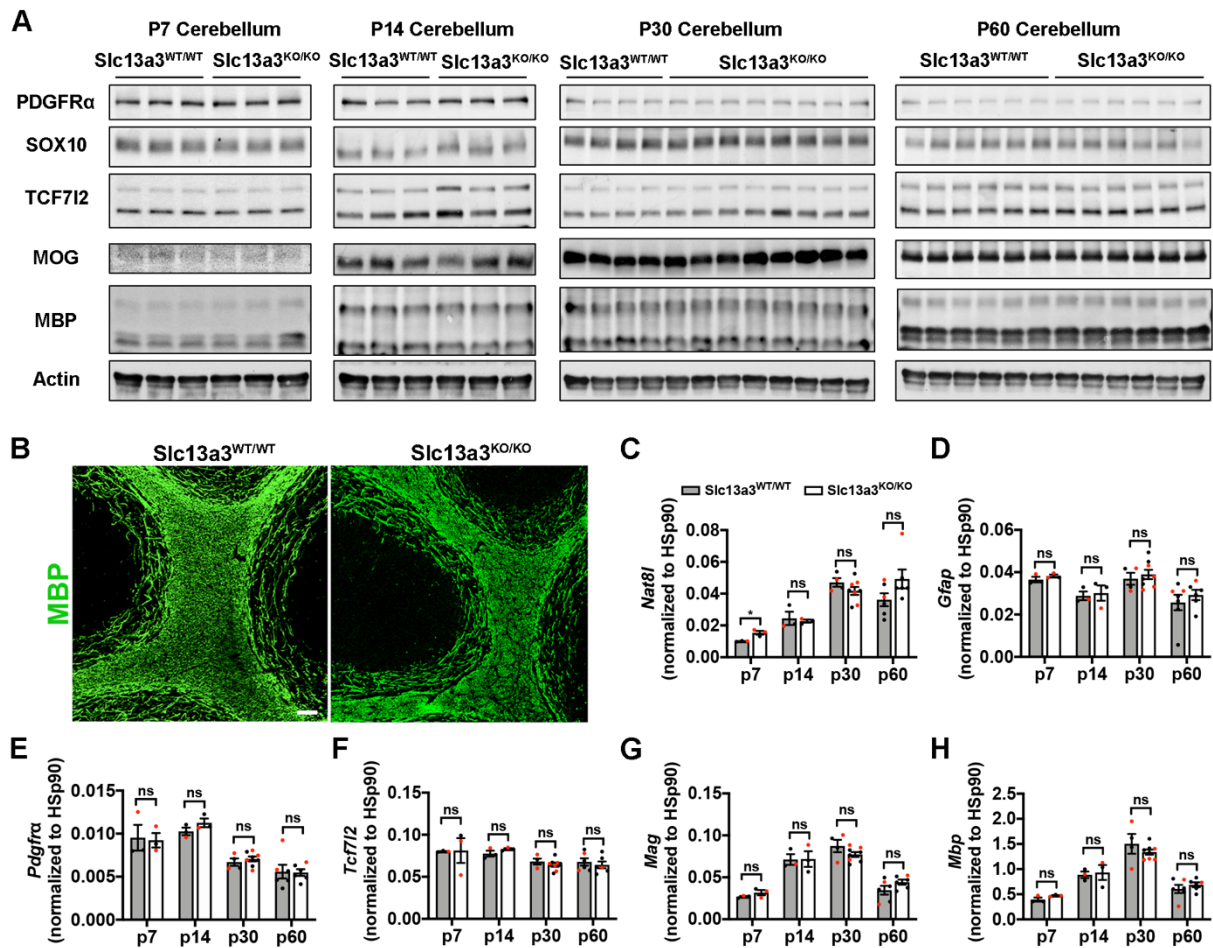 A
P7 Cerebellum P14 Cerebellum P30 Cerebellum P60 Cerebellum
Slc13a3WT/WT Slc13a3KO/KO Slc13a3WT/WT Slc13a3KO/KO Slc13a3WT/WT Slc13a3KO/KO Slc13a3WT/WT Slc13a3KO/KO
PDGFRα
SOX10
TCF7l2
MOG
MBP
Actin
B
Slc13a3WT/WT Slc13a3KO/KO
MBP
C
Slc13a3WT/WT Slc13a3KO/KO
Nat8l
(normalized to HSp90)
0.08
0.06
0.04
0.02
0.00
* ns ns ns
p7 p14 p30 p60
D
Gfap
(normalized to HSp90)
0.06
0.04
0.02
0.00
ns ns ns ns
p7 p14 p30 p60
E
Pdgfrα
(normalized to HSp90)
0.015
0.010
0.005
0.000
ns ns ns ns
p7 p14 p30 p60
F
Tcf7l2
(normalized to HSp90)
0.15
0.10
0.05
0.00
ns ns ns ns
p7 p14 p30 p60
G
Mag
(normalized to HSp90)
0.15
0.10
0.05
0.00
ns ns ns ns
p7 p14 p30 p60
H
Mbp
(normalized to HSp90)
2.5
2.0
1.5
1.0
0.5
0.0
ns ns ns ns
p7 p14 p30 p60